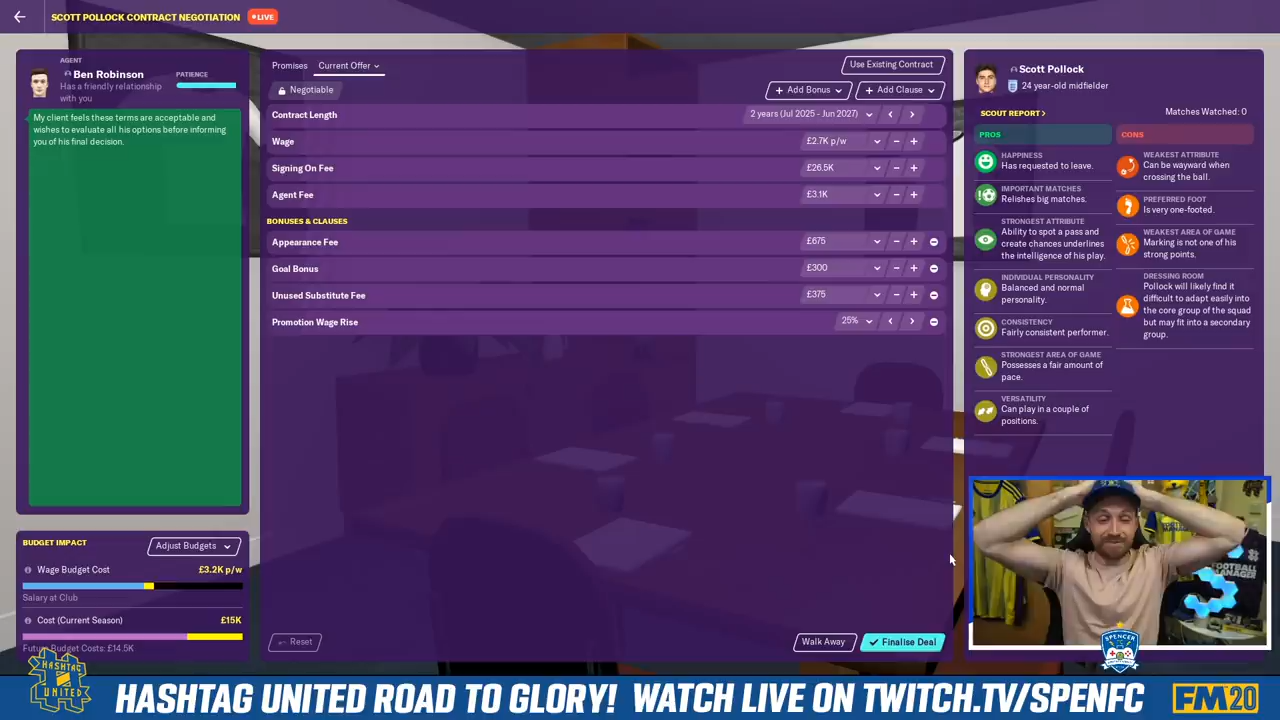 SCOTT POLLOCK CONTRACT NEGOTIATION
LIVE
AGENT
Ben Robinson
Has a friendly relationship
with you
PATIENCE
My client feels these terms are acceptable and
wishes to evaluate all his options before informing
you of his final decision.
BUDGET IMPACT
Adjust Budgets
Wage Budget Cost
£3.2K p/w
Salary at Club
Cost (Current Season)
£15K
Future Budget Costs: £14.5K
Promises
Current Offer
Use Existing Contract
Negotiable
Add Bonus
Add Clause
Contract Length
2 years (Jul 2025 - Jun 2027)
Wage
£2.7K p/w
Signing On Fee
£26.5K
Agent Fee
£3.1K
BONUSES & CLAUSES
Appearance Fee
£675
Goal Bonus
£300
Unused Substitute Fee
£375
Promotion Wage Rise
25%
Reset
Walk Away
Finalise Deal
Scott Pollock
24 year-old midfielder
SCOUT REPORT >
Matches Watched: 0
PROS
HAPPINESS
Has requested to leave.
IMPORTANT MATCHES
Relishes big matches.
STRONGEST ATTRIBUTE
Ability to spot a pass and
create chances underlines
the intelligence of his play.
INDIVIDUAL PERSONALITY
Balanced and normal
personality.
CONSISTENCY
Fairly consistent performer.
STRONGEST AREA OF GAME
Possesses a fair amount of
pace.
VERSATILITY
Can play in a couple of
positions.
CONS
WEAKEST ATTRIBUTE
Can be wayward when
crossing the ball.
PREFERRED FOOT
Is very one-footed.
WEAKEST AREA OF GAME
Marking is not one of his
strong points.
DRESSING ROOM
Pollock will likely find it
difficult to adapt easily into
the core group of the squad
but may fit into a secondary
group.
FOOTBALL
MANAGER
SPENCER
HASHTAG
UNITED
HASHTAG UNITED ROAD TO GLORY! WATCH LIVE ON TWITCH.TV/SPENFC
FM20